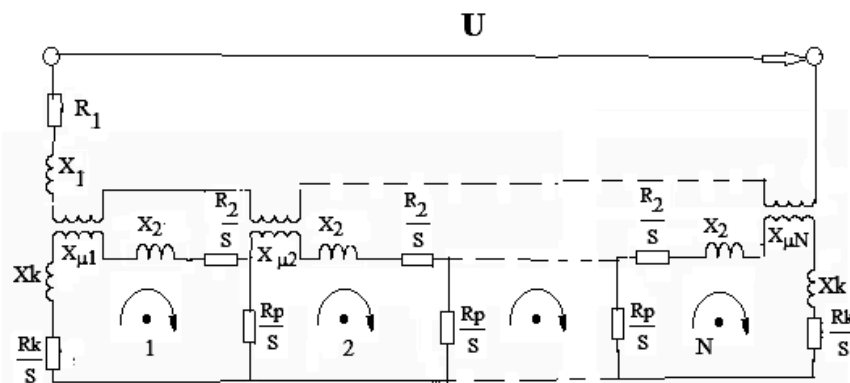 U
R1
X1
R2 R2 R2
S S S
X2 X2 X2
Xμ1 Xμ2 XμN
Xk Xk
Rp Rp Rp
S S S
1 2 N
Rk Rk
S S